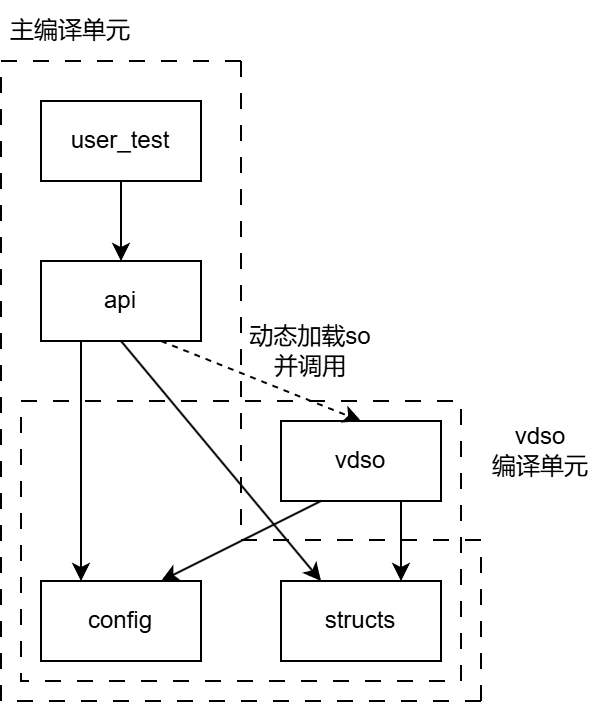 主编译单元
user_test
api
动态加载so
并调用
vdso
vdso
编译单元
config
structs